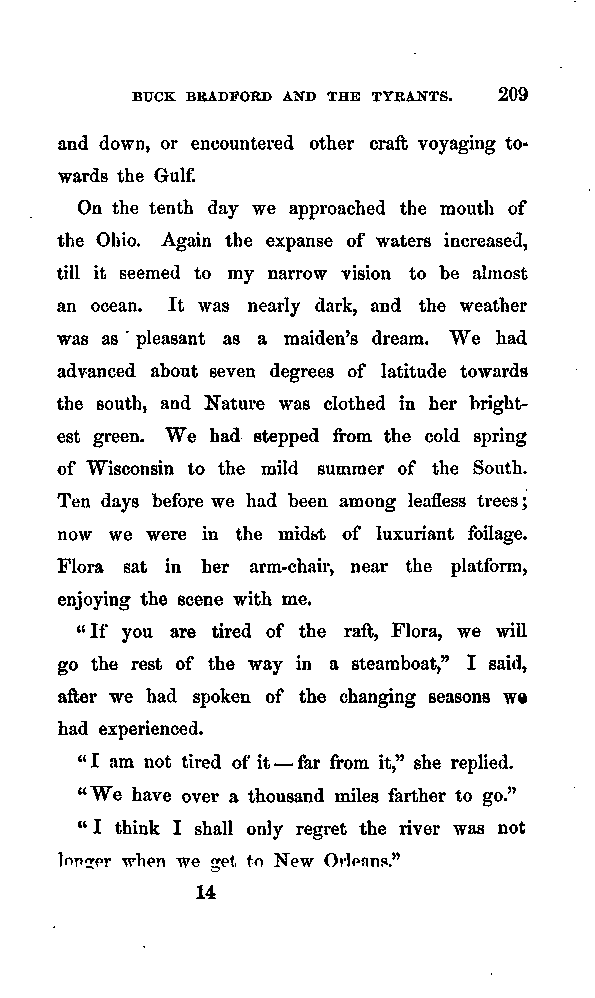 BUCK BRADFORD AND THE TYRANTS. 209
and down, or encountered other craft voyaging to-
wards the Gulf.
On the tenth day we approached the mouth of
the Ohio. Again the expanse of waters increased,
till it seemed to my narrow vision to be almost
an ocean. It was nearly dark, and the weather
was as pleasant as a maiden's dream. We had
advanced about seven degrees of latitude towards
the south, and Nature was clothed in her bright-
est green. We had stepped from the cold spring
of Wisconsin to the mild summer of the South.
Ten days before we had been among leafless trees;
now we were in the midst of luxuriant foilage.
Flora sat in her arm-chair, near the platform,
enjoying the scene with me.
"If you are tired of the raft, Flora, we will
go the rest of the way in a steamboat," I said,
after we had spoken of the changing seasons we
had experienced.
"I am not tired of it — far from it," she replied.
"We have over a thousand miles farther to go."
"I think I shall only regret the river was not
longer when we get to New Orleans."
14